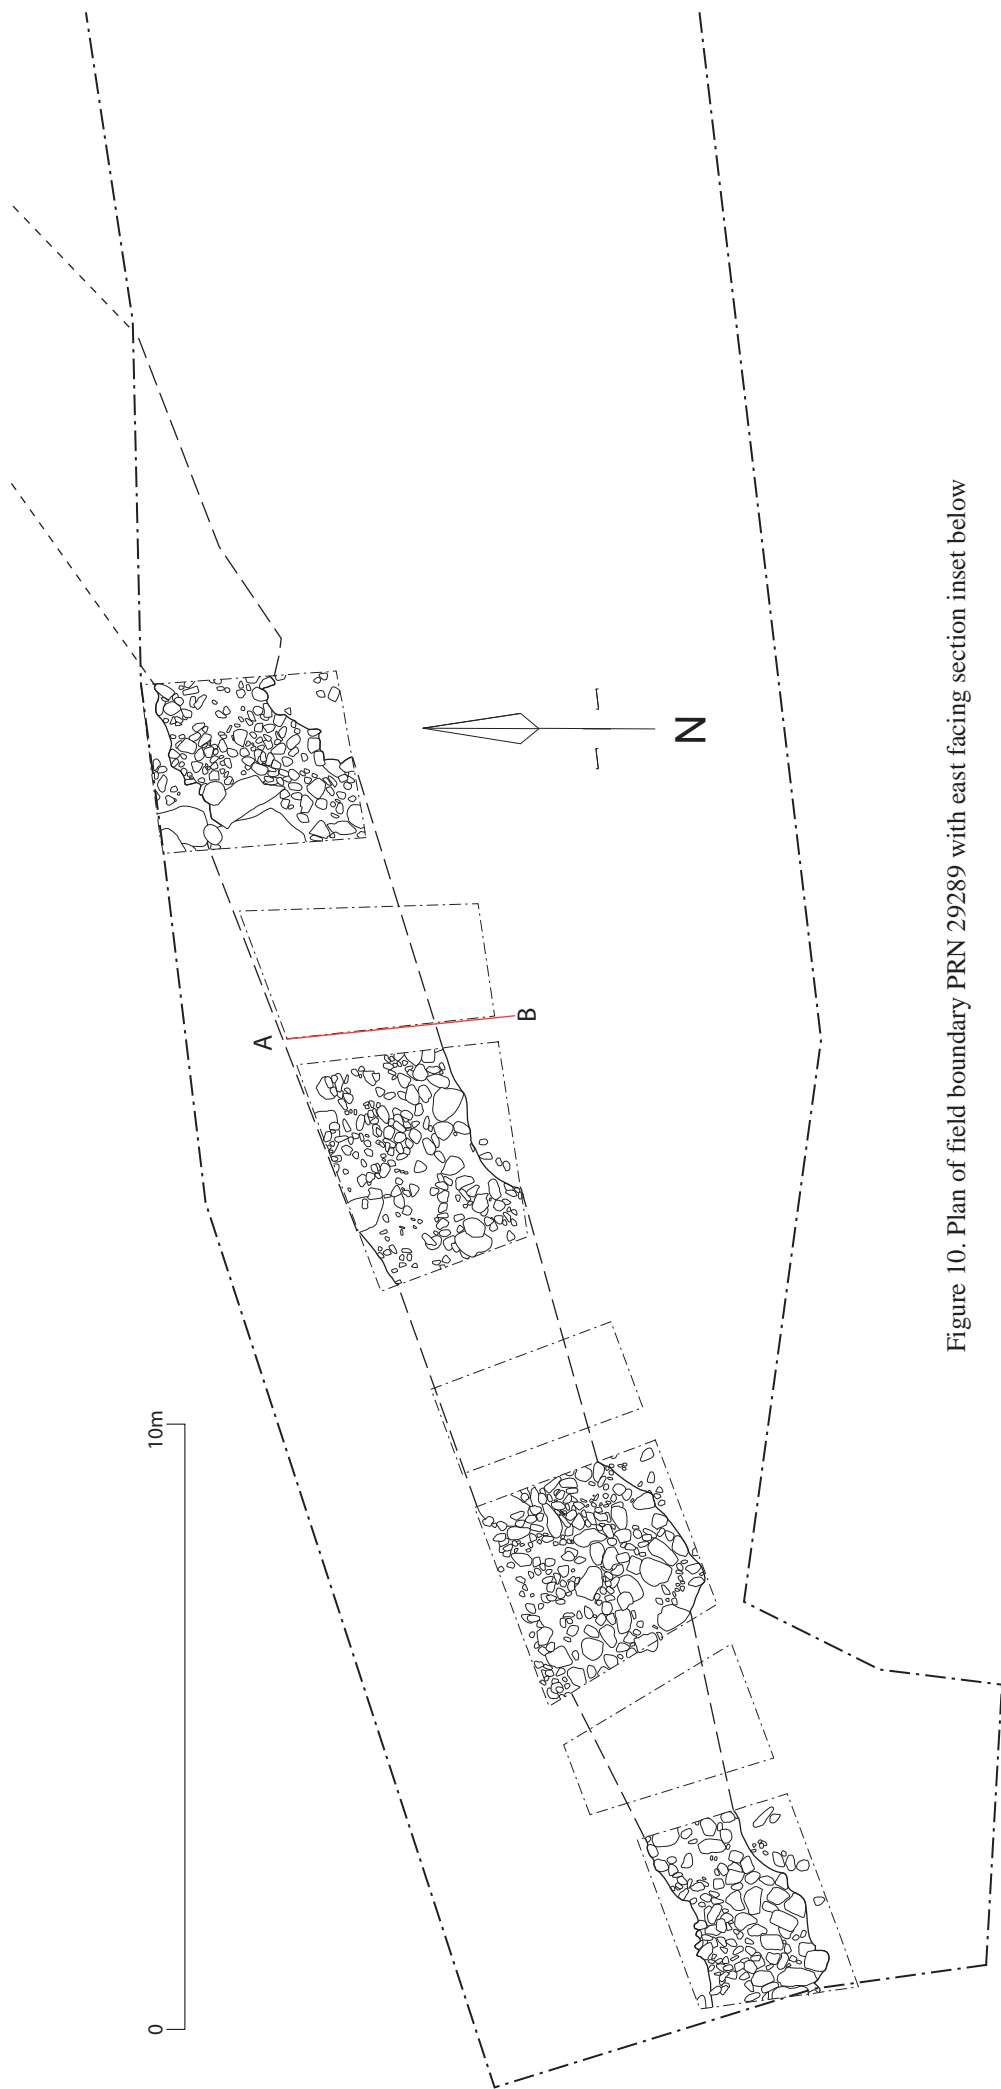 0
10m
A
B
N
Figure 10. Plan of field boundary PRN 29289 with east facing section inset below